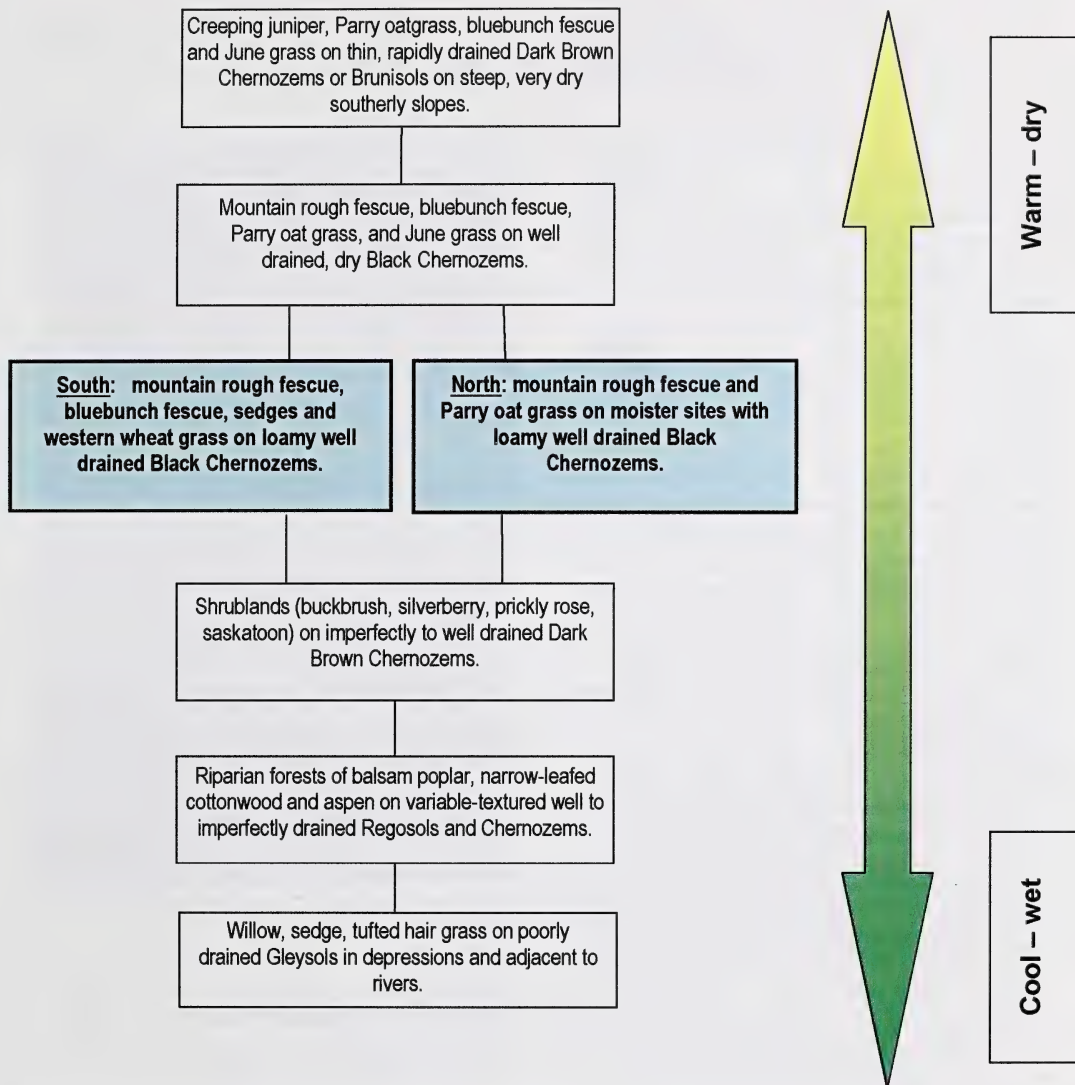 Creeping juniper, Parry oatgrass, bluebunch fescue
and June grass on thin, rapidly drained Dark Brown
Chernozems or Brunisols on steep, very dry
southerly slopes.
Mountain rough fescue, bluebunch fescue,
Parry oat grass, and June grass on well
drained, dry Black Chernozems.
South: mountain rough fescue,
bluebunch fescue, sedges and
western wheat grass on loamy well
drained Black Chernozems.
North: mountain rough fescue and
Parry oat grass on moister sites with
loamy well drained Black
Chernozems.
Shrublands (buckbrush, silverberry, prickly rose,
saskatoon) on imperfectly to well drained Dark
Brown Chernozems.
Riparian forests of balsam poplar, narrow-leafed
cottonwood and aspen on variable-textured well to
imperfectly drained Regosols and Chernozems.
Willow, sedge, tufted hair grass on poorly
drained Gleysols in depressions and adjacent to
rivers.
Warm – dry
Cool – wet